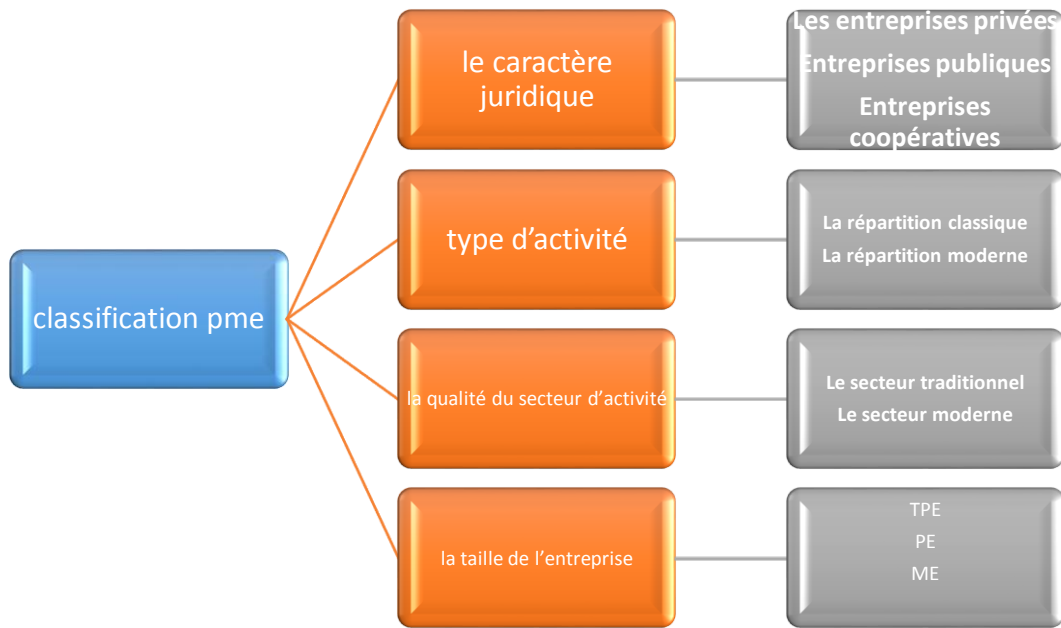 classification pme
le caractère
juridique
Les entreprises privées
Entreprises publiques
Entreprises
coopératives
type d’activité
La répartition classique
La répartition moderne
la qualité du secteur d’activité
Le secteur traditionnel
Le secteur moderne
la taille de l’entreprise
TPE
PE
ME